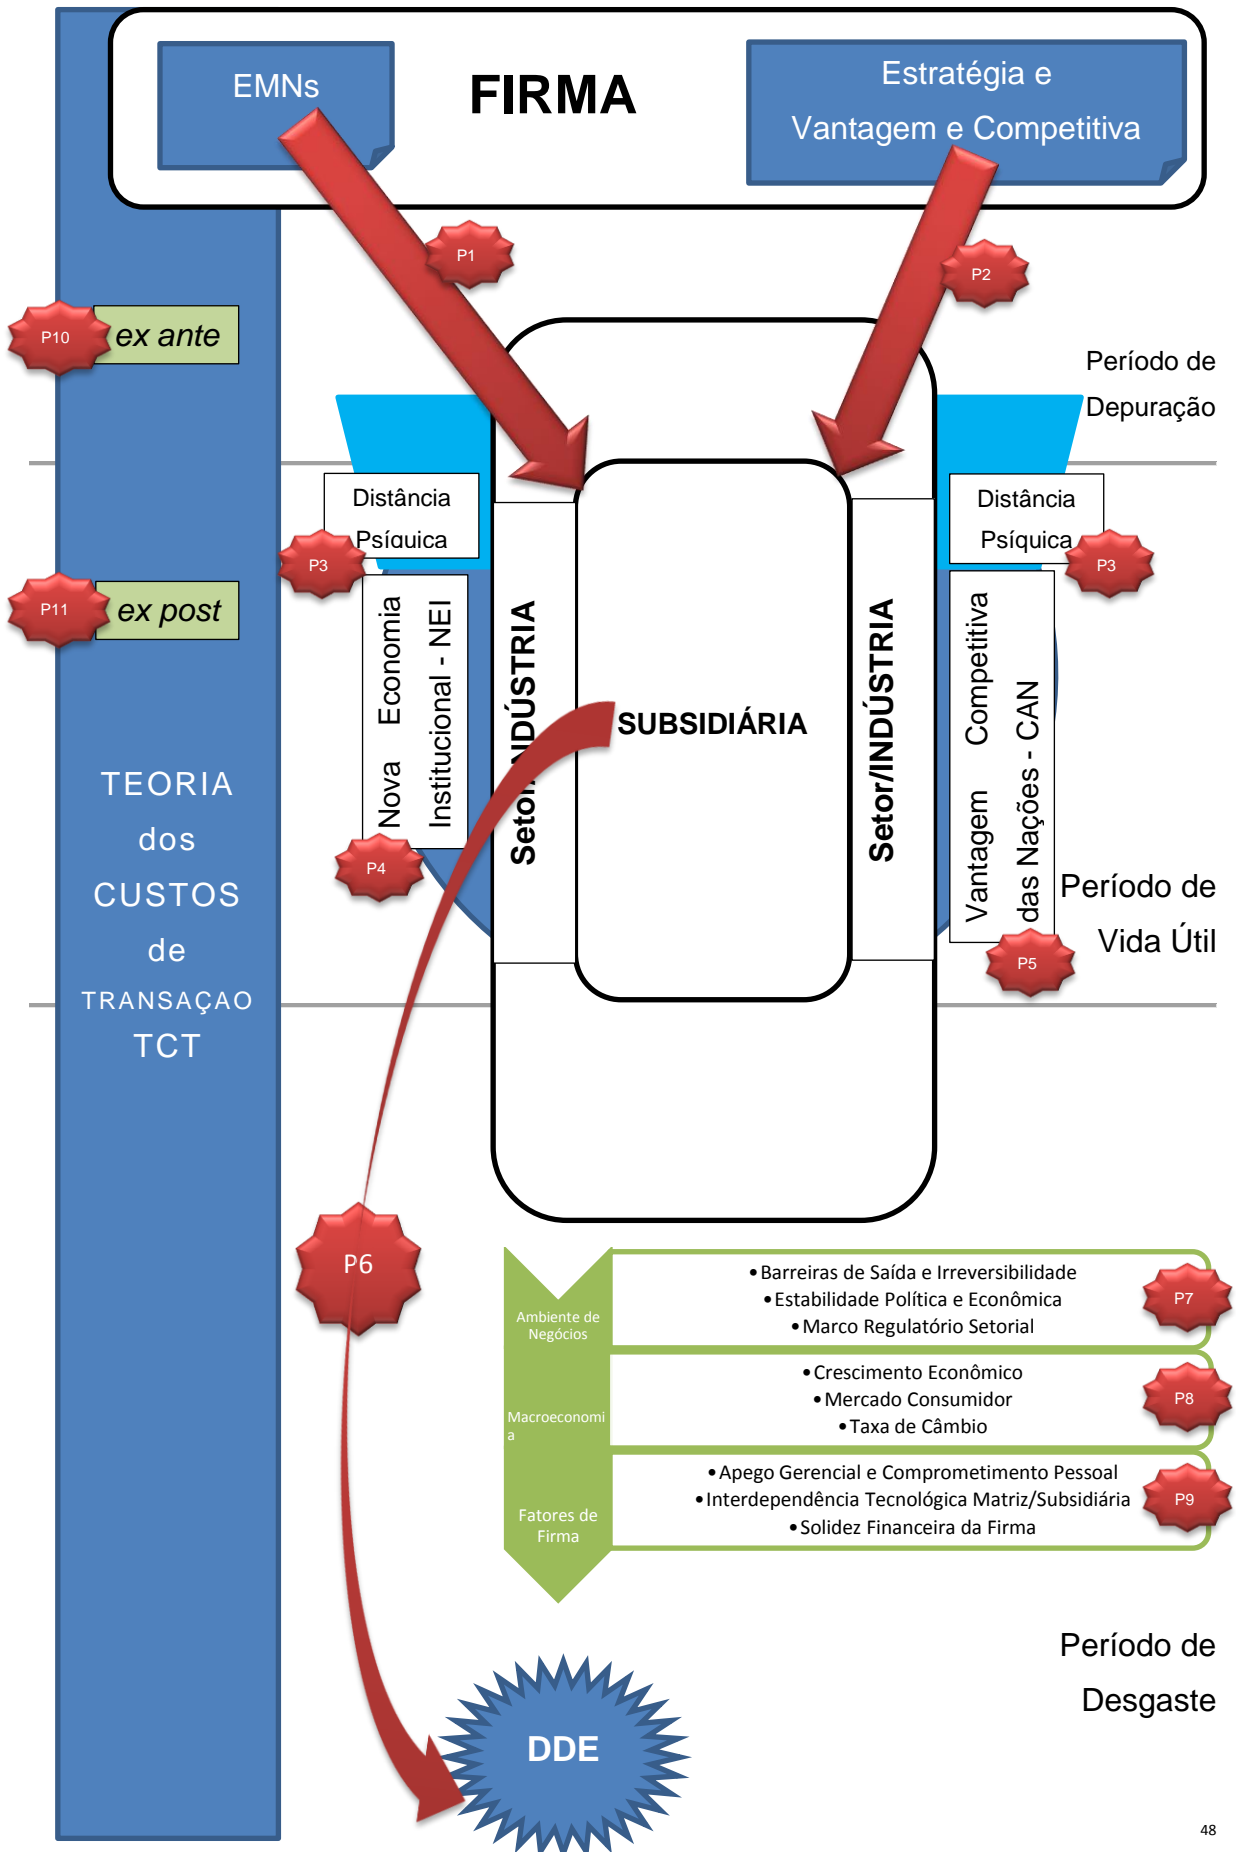 EMNs
FIRMA
Estratégia e
Vantagem e Competitiva
P1
P2
P10
ex ante
Período de
Depuração
Distância
Psíquica
P3
Distância
Psíquica
P3
P11
ex post
Nova Economia
Institucional - NEI
P4
Setor/INDÚSTRIA
SUBSIDIÁRIA
Setor/INDÚSTRIA
Vantagem Competitiva
das Nações - CAN
P5
TEORIA
dos
CUSTOS
de
TRANSAÇAO
TCT
Período de
Vida Útil
P6
Ambiente de
Negócios
•Barreiras de Saída e Irreversibilidade
•Estabilidade Política e Econômica
•Marco Regulatório Setorial
P7
Macroeconomi
a
•Crescimento Econômico
•Mercado Consumidor
•Taxa de Câmbio
P8
Fatores de
Firma
•Apego Gerencial e Comprometimento Pessoal
•Interdependência Tecnológica Matriz/Subsidiária
•Solidez Financeira da Firma
P9
Período de
Desgaste
DDE
48